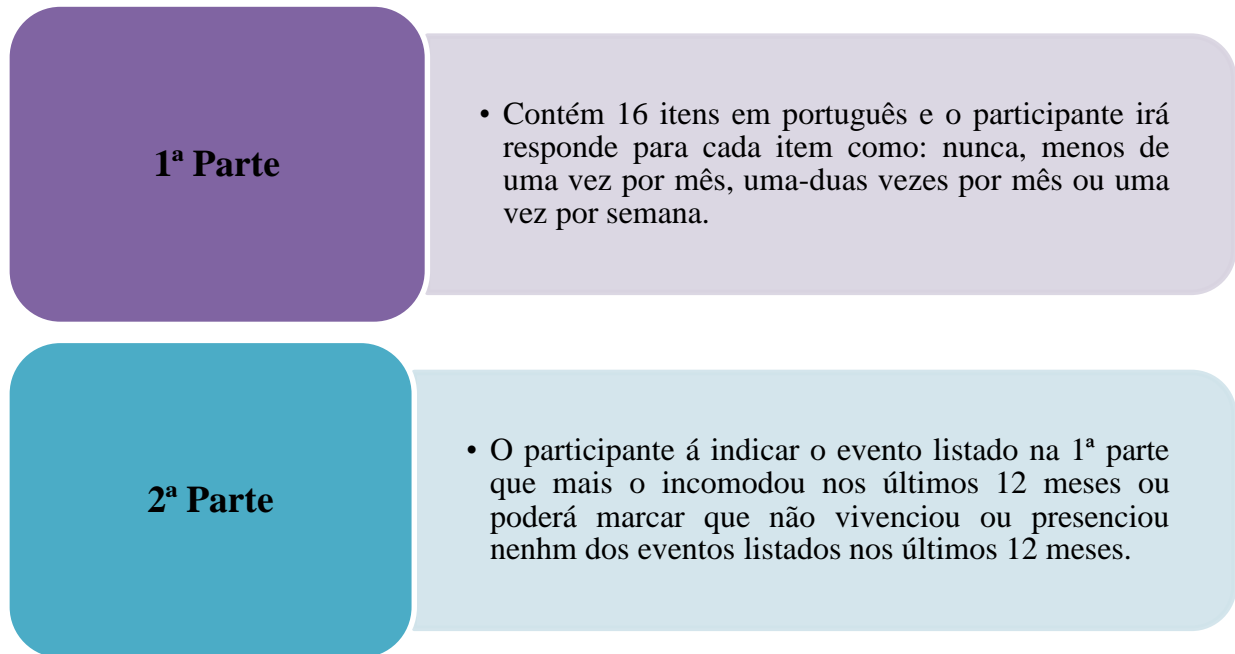 1ª Parte
• Contém 16 itens em português e o participante irá
responde para cada item como: nunca, menos de
uma vez por mês, uma-duas vezes por mês ou uma
vez por semana.
2ª Parte
• O participante á indicar o evento listado na 1ª parte
que mais o incomodou nos últimos 12 meses ou
poderá marcar que não vivenciou ou presenciou
nenhm dos eventos listados nos últimos 12 meses.